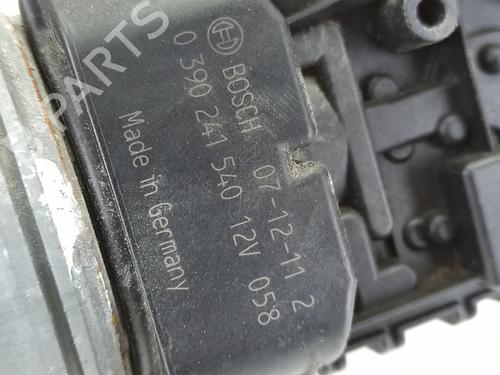 BOSCH 07-12-11 2
0 390 241 540 12V 058
Made in Germany
PARTS